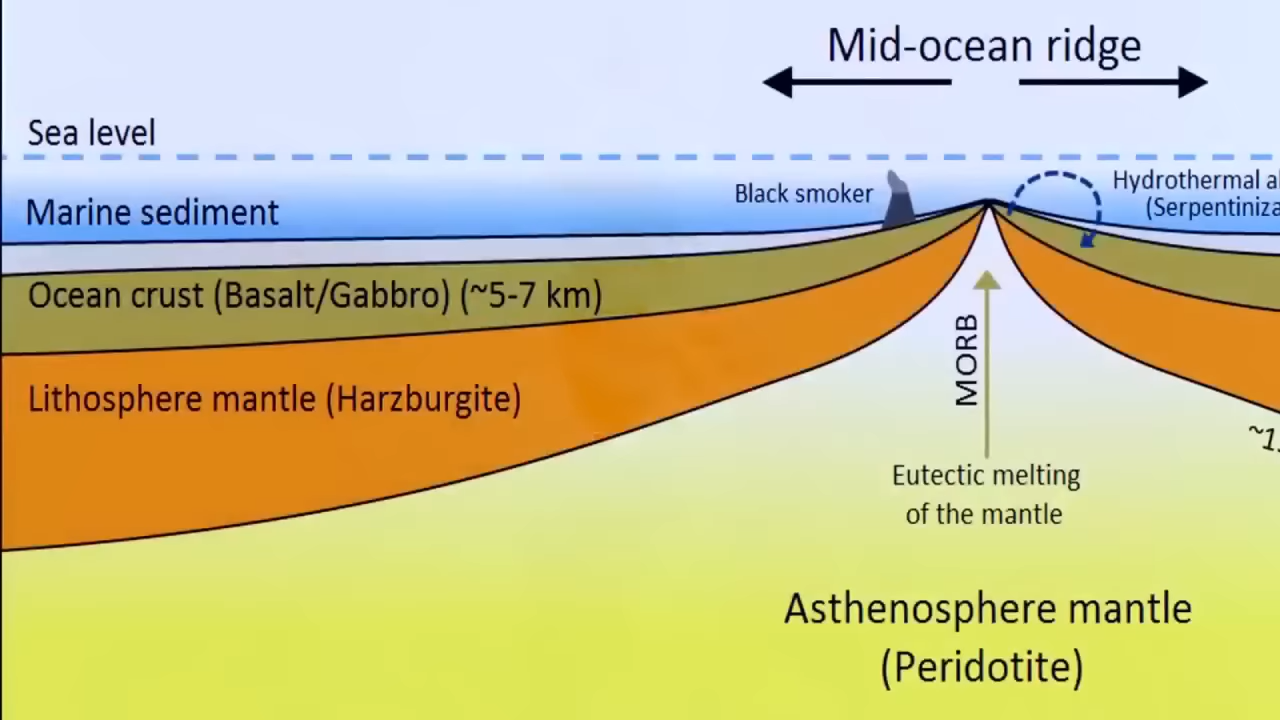 Mid-ocean ridge
Sea level
Marine sediment
Black smoker
Hydrothermal
Ocean crust (Basalt/Gabbro) (~5-7 km)
Lithosphere mantle (Harzburgite)
MORB
Eutectic melting
of the mantle
Asthenosphere mantle
(Peridotite)